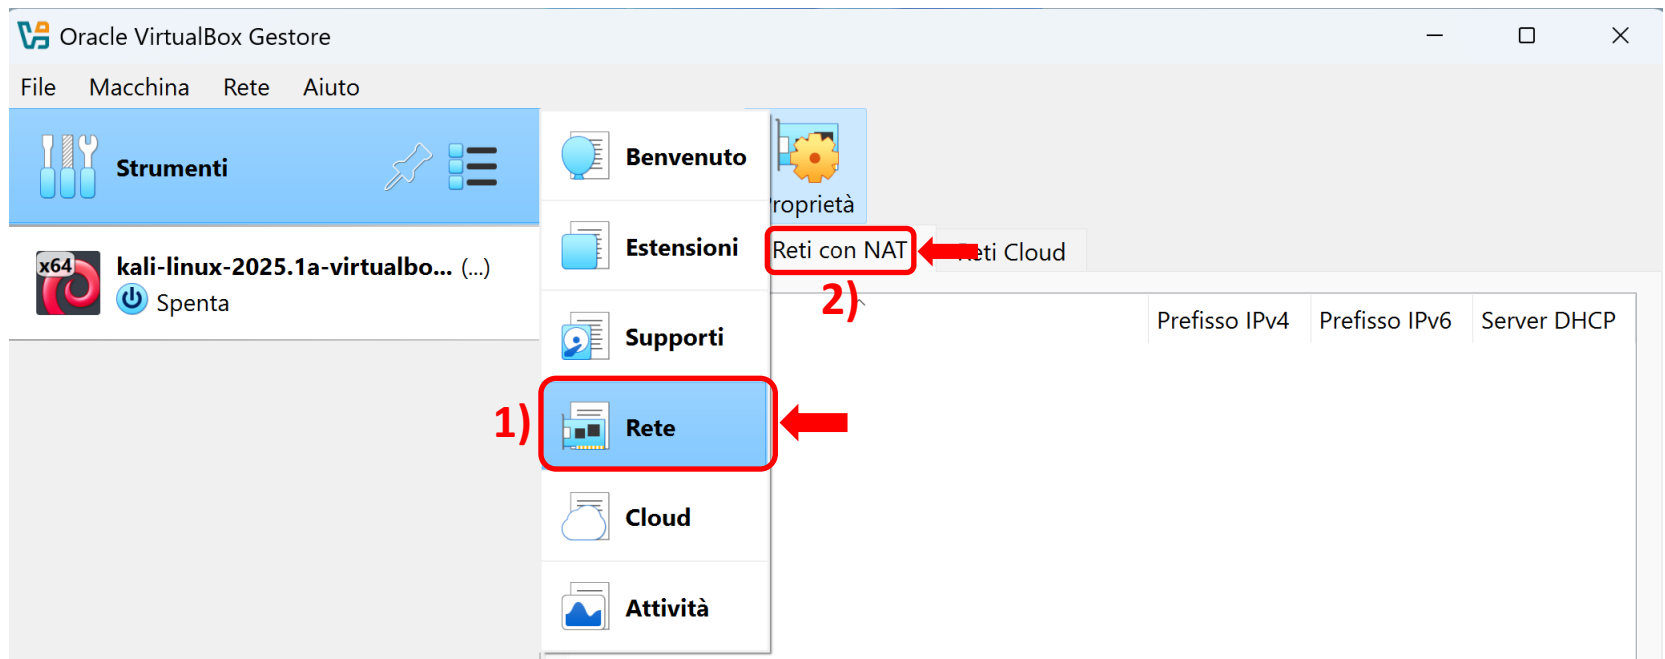 Oracle VirtualBox Gestore
File Macchina Rete Aiuto
Strumenti
x64
kali-linux-2025.1a-virtualbo... (...)
Spenta
Benvenuto
Estensioni
Supporti
1)
Rete
Cloud
Attività
roprietà
Reti con NAT
eti Cloud
2)
Prefisso IPv4 Prefisso IPv6 Server DHCP